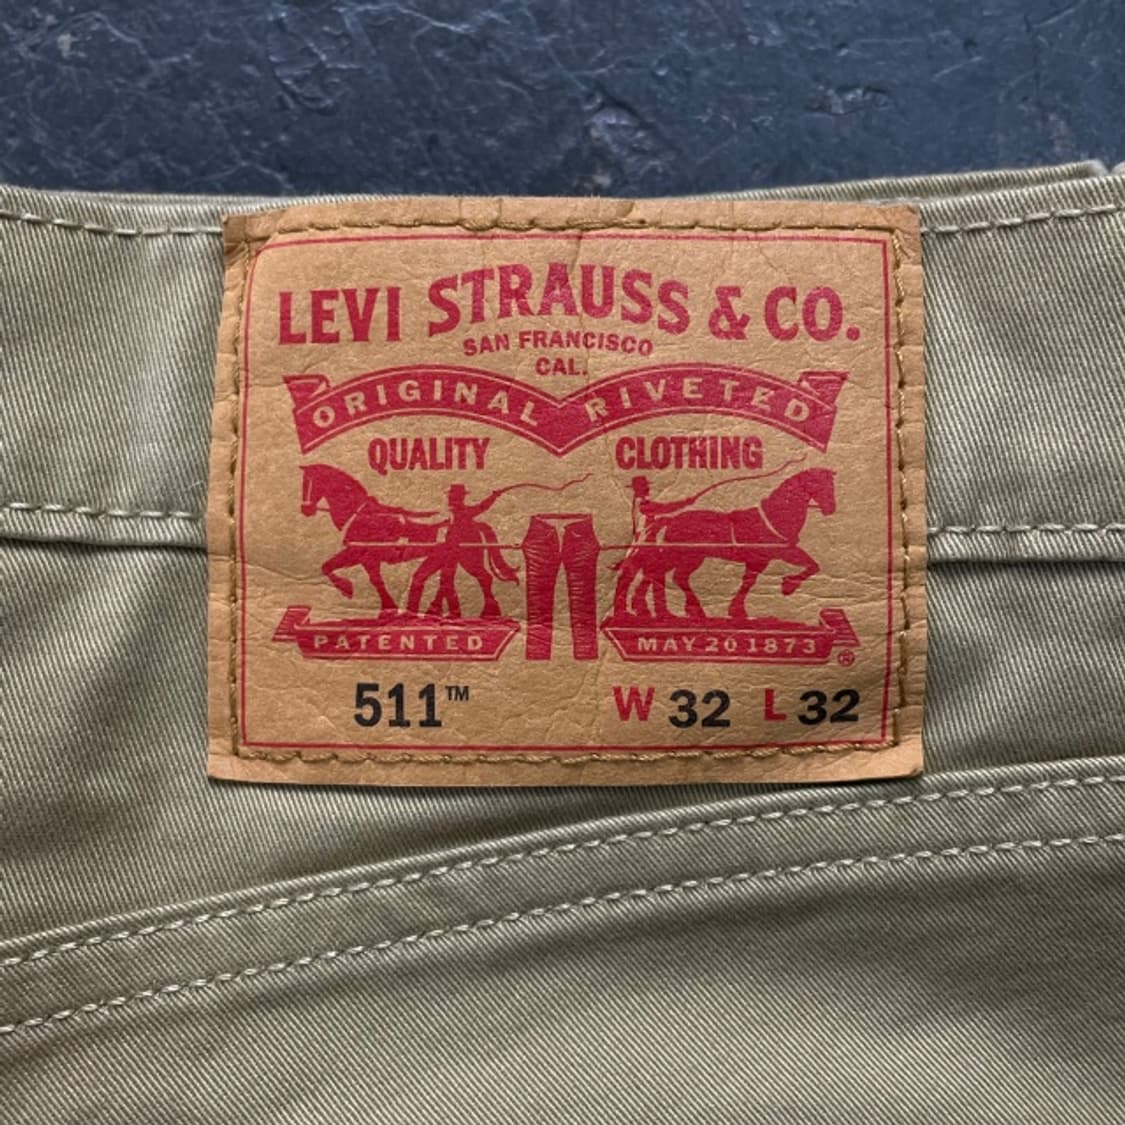 LEVI STRAUSS & CO.
SAN FRANCISCO
CAL.
ORIGINAL RIVETED
QUALITY CLOTHING
PATENTED MAY 20 1873 ®
511™ W 32 L 32